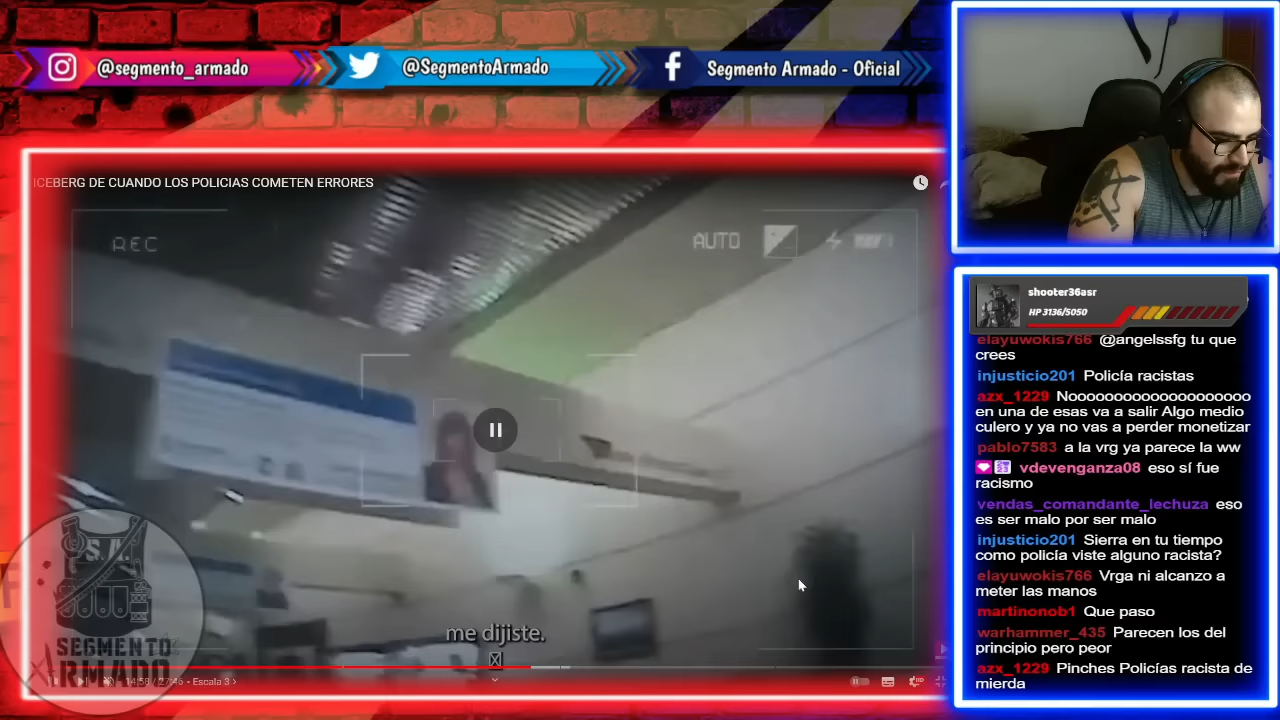 @segmento_armado
@SegmentoArmado
Segmento Armado - Oficial
ICEBERG DE CUANDO LOS POLICIAS COMETEN ERRORES
REC
AUTO
me dijiste.
14:58 / 27:46 • Escala 3 ›
S.A.
SEGMENTO
ARMADO
shooter36asr
HP 3136/5050
elayuwokis766 @angelssfg tu que
crees
injusticio201 Policía racistas
azx_1229 Nooooooooooooooooooo
en una de esas va a salir Algo medio
culero y ya no vas a perder monetizar
pablo7583 a la vrg ya parece la ww
vdevenganza08 eso sí fue
racismo
vendas_comandante_lechuza eso
es ser malo por ser malo
injusticio201 Sierra en tu tiempo
como policía viste alguno racista?
elayuwokis766 Vrga ni alcanzo a
meter las manos
martinonob1 Que paso
warhammer_435 Parecen los del
principio pero peor
azx_1229 Pinches Policías racista de
mierda